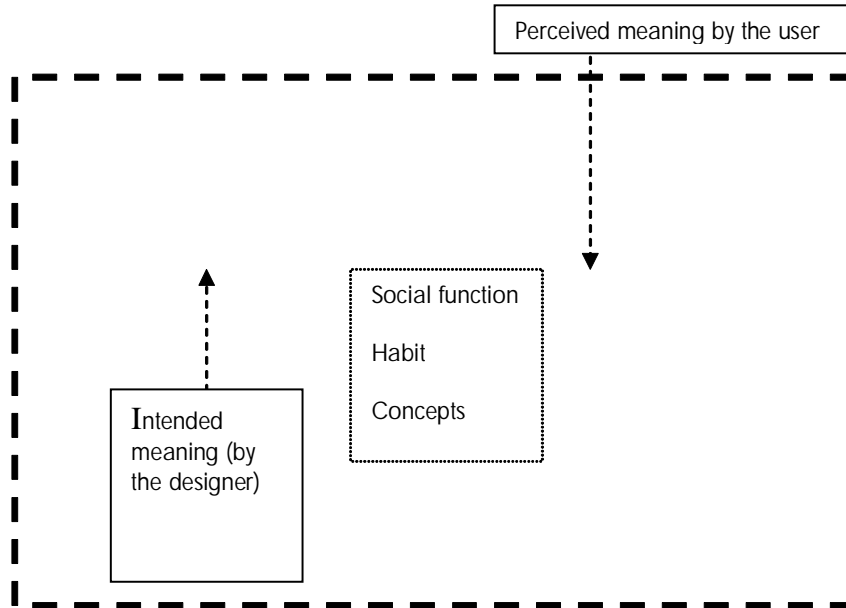 Perceived meaning by the user
Social function
Habit
Concepts
Intended
meaning (by
the designer)